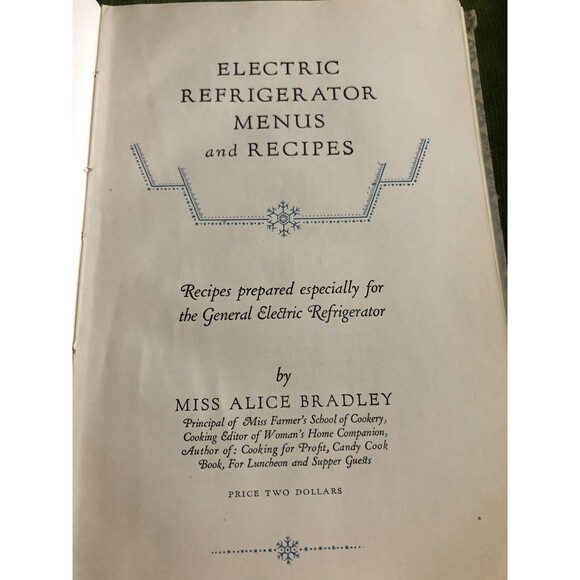 ELECTRIC
REFRIGERATOR
MENUS
and RECIPES
Recipes prepared especially for
the General Electric Refrigerator
by
MISS ALICE BRADLEY
Principal of Miss Farmer's School of Cookery,
Cooking Editor of Woman's Home Companion,
Author of: Cooking for Profit, Candy Cook
Book, For Luncheon and Supper Guests
PRICE TWO DOLLARS